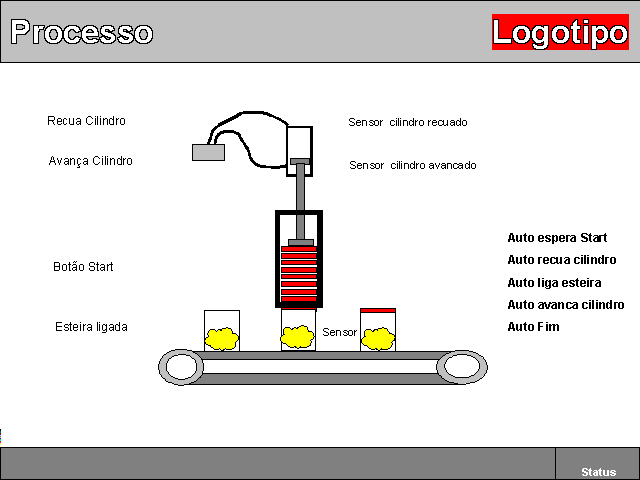 Processo
Logotipo
Recua Cilindro
Sensor cilindro recuado
Avança Cilindro
Sensor cilindro avancado
Auto espera Start
Auto recua cilindro
Botão Start
Auto liga esteira
Auto avanca cilindro
Esteira ligada
Sensor
Auto Fim
Status